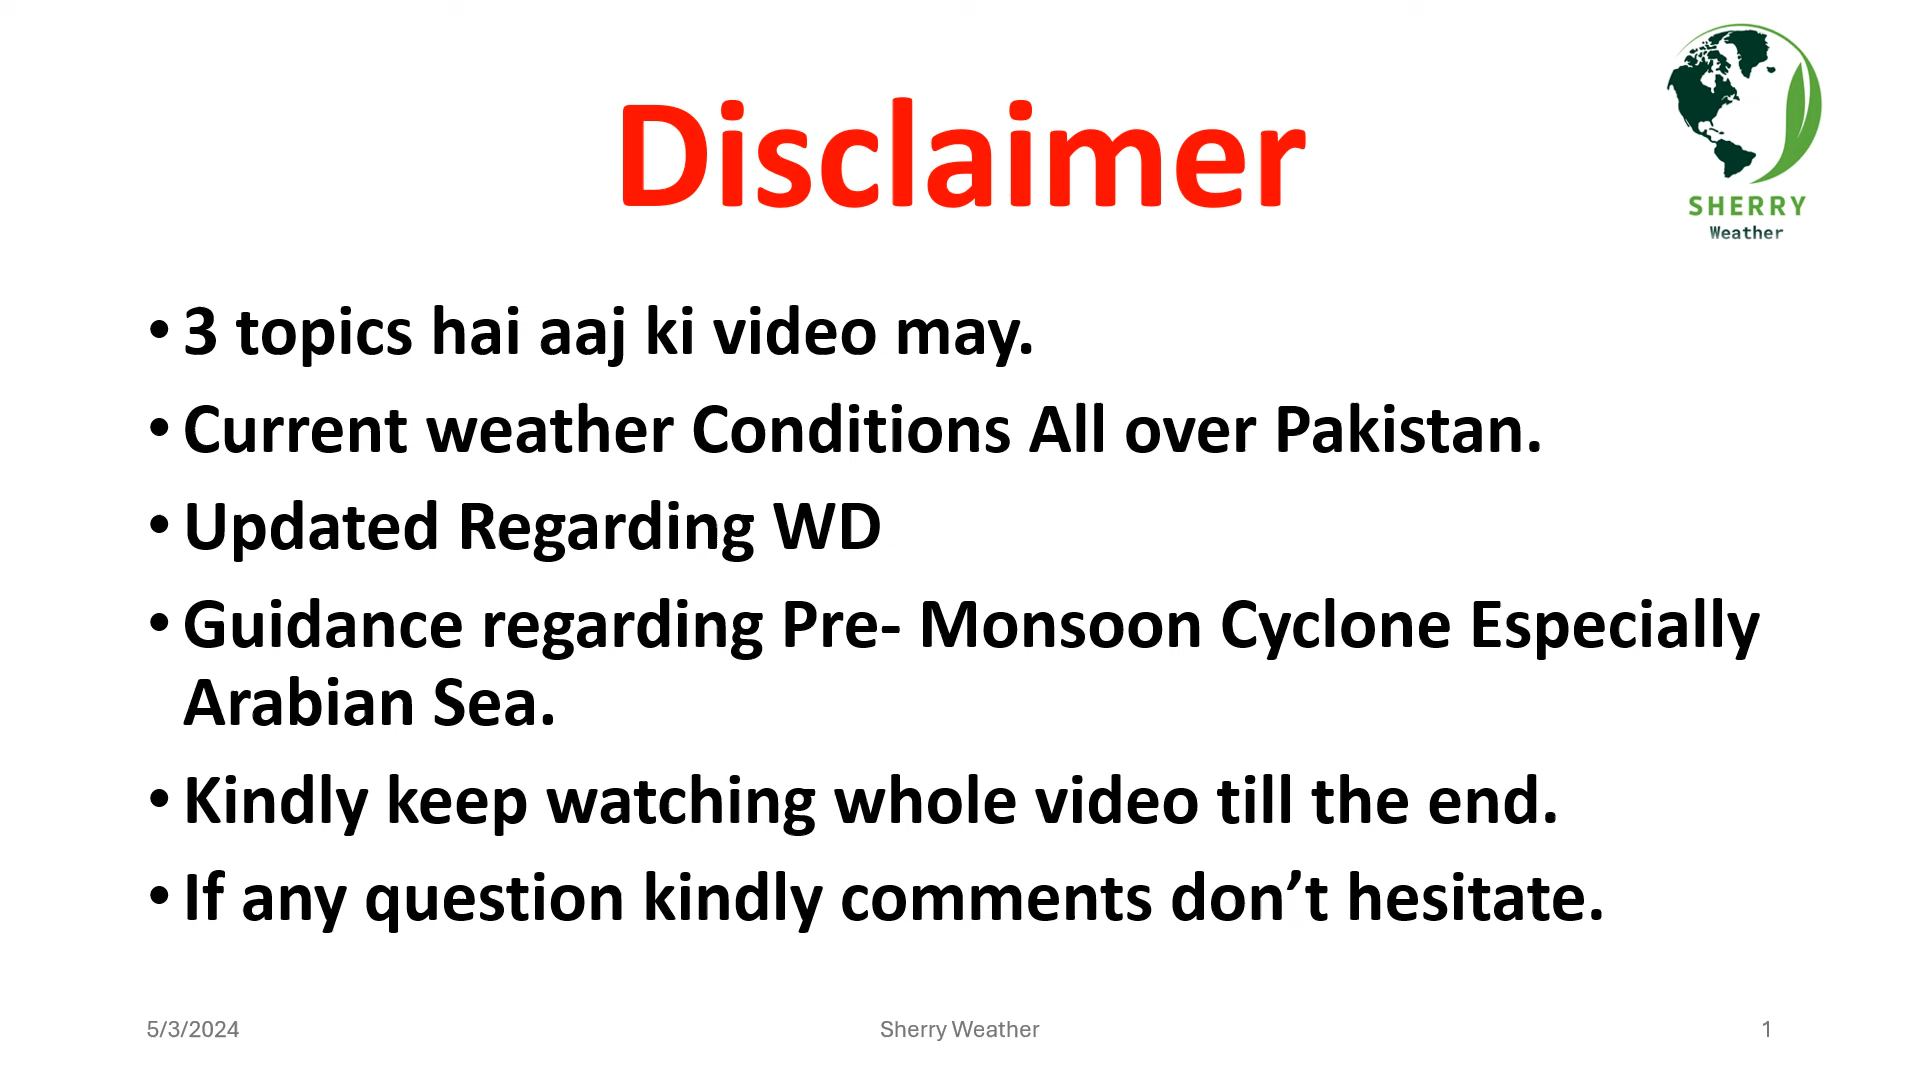 Disclaimer
SHERRY
Weather
• 3 topics hai aaj ki video may.
• Current weather Conditions All over Pakistan.
• Updated Regarding WD
• Guidance regarding Pre- Monsoon Cyclone Especially
Arabian Sea.
• Kindly keep watching whole video till the end.
• If any question kindly comments don’t hesitate.
5/3/2024
Sherry Weather
1